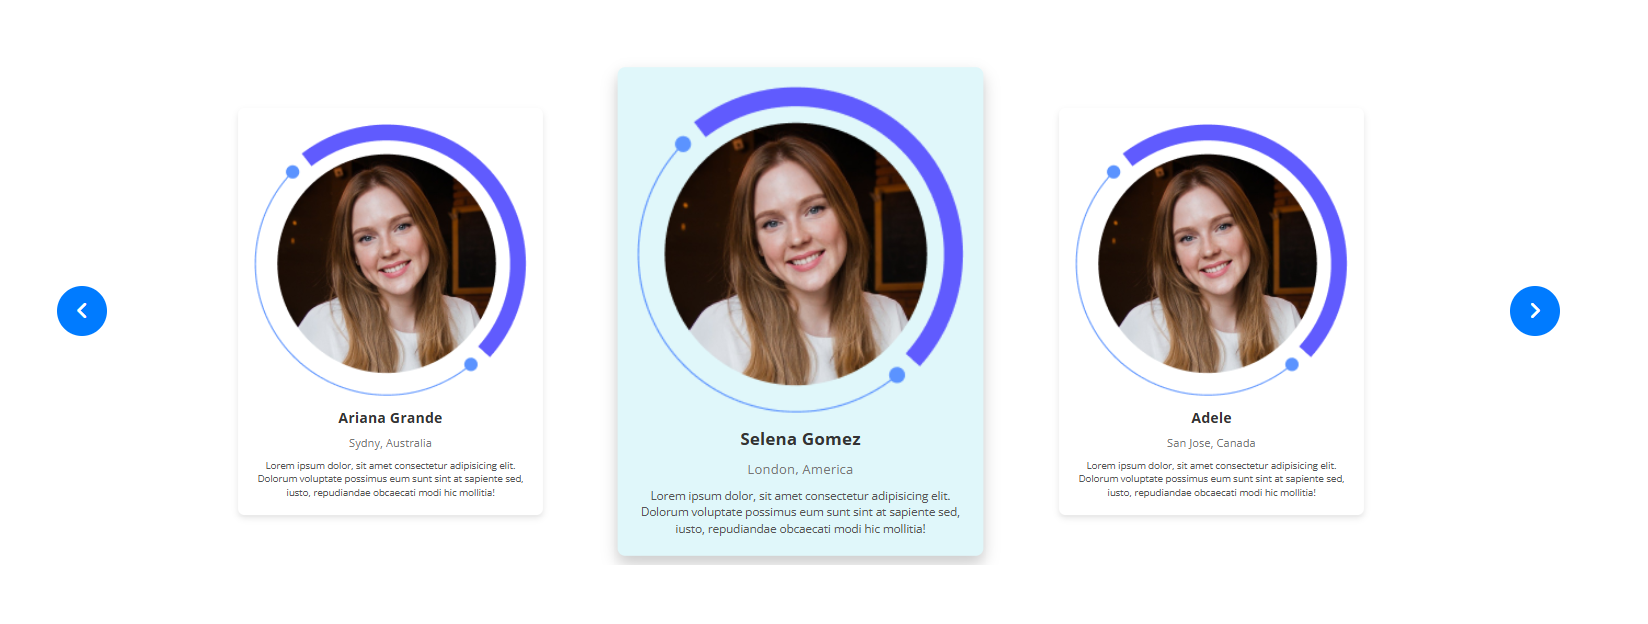 Ariana Grande
Sydny, Australia
Lorem ipsum dolor, sit amet consectetur adipisicing elit.
Dolorum voluptate possimus eum sunt sint at sapiente sed,
iusto, repudiandae obcaecati modi hic mollitia!
Selena Gomez
London, America
Lorem ipsum dolor, sit amet consectetur adipisicing elit.
Dolorum voluptate possimus eum sunt sint at sapiente sed,
iusto, repudiandae obcaecati modi hic mollitia!
Adele
San Jose, Canada
Lorem ipsum dolor, sit amet consectetur adipisicing elit.
Dolorum voluptate possimus eum sunt sint at sapiente sed,
iusto, repudiandae obcaecati modi hic mollitia!